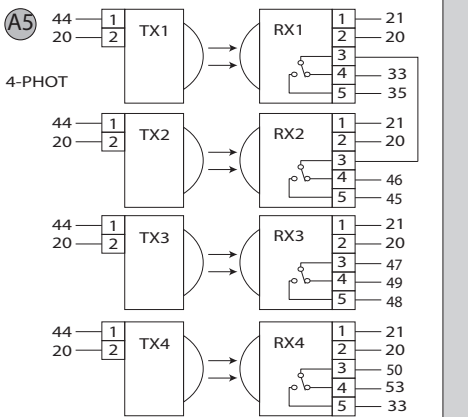 A5 44 1 TX1 RX1 1 21
20 2 2 20
3
4-PHOT 4 33
5 35
44 1 TX2 RX2 1 21
20 2 2 20
3
4 46
5 45
44 1 TX3 RX3 1 21
20 2 2 20
3 47
4 49
5 48
44 1 TX4 RX4 1 21
20 2 2 20
3 50
4 53
5 33